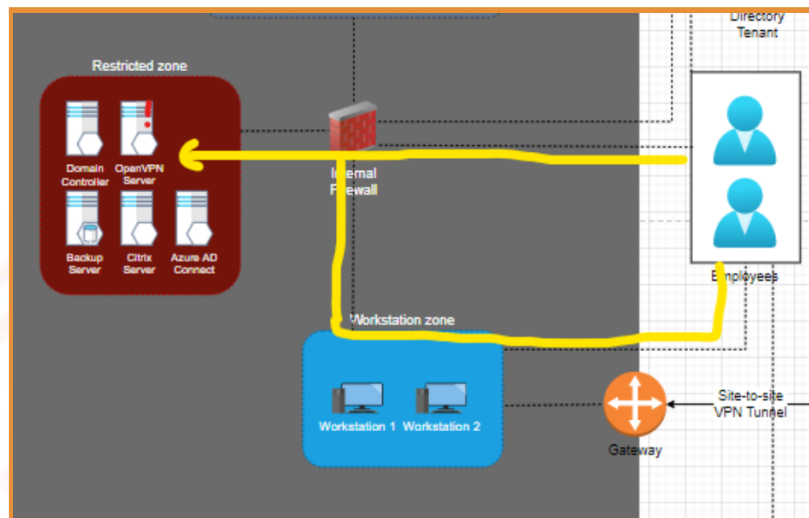 Directory
Tenant
Restricted zone
Domain
Controller
OpenVPN
Server
Backup
Server
Citrix
Server
Azure AD
Connect
Internal
Firewall
Employees
Workstation zone
Workstation 1
Workstation 2
Site-to-site
VPN Tunnel
Gateway